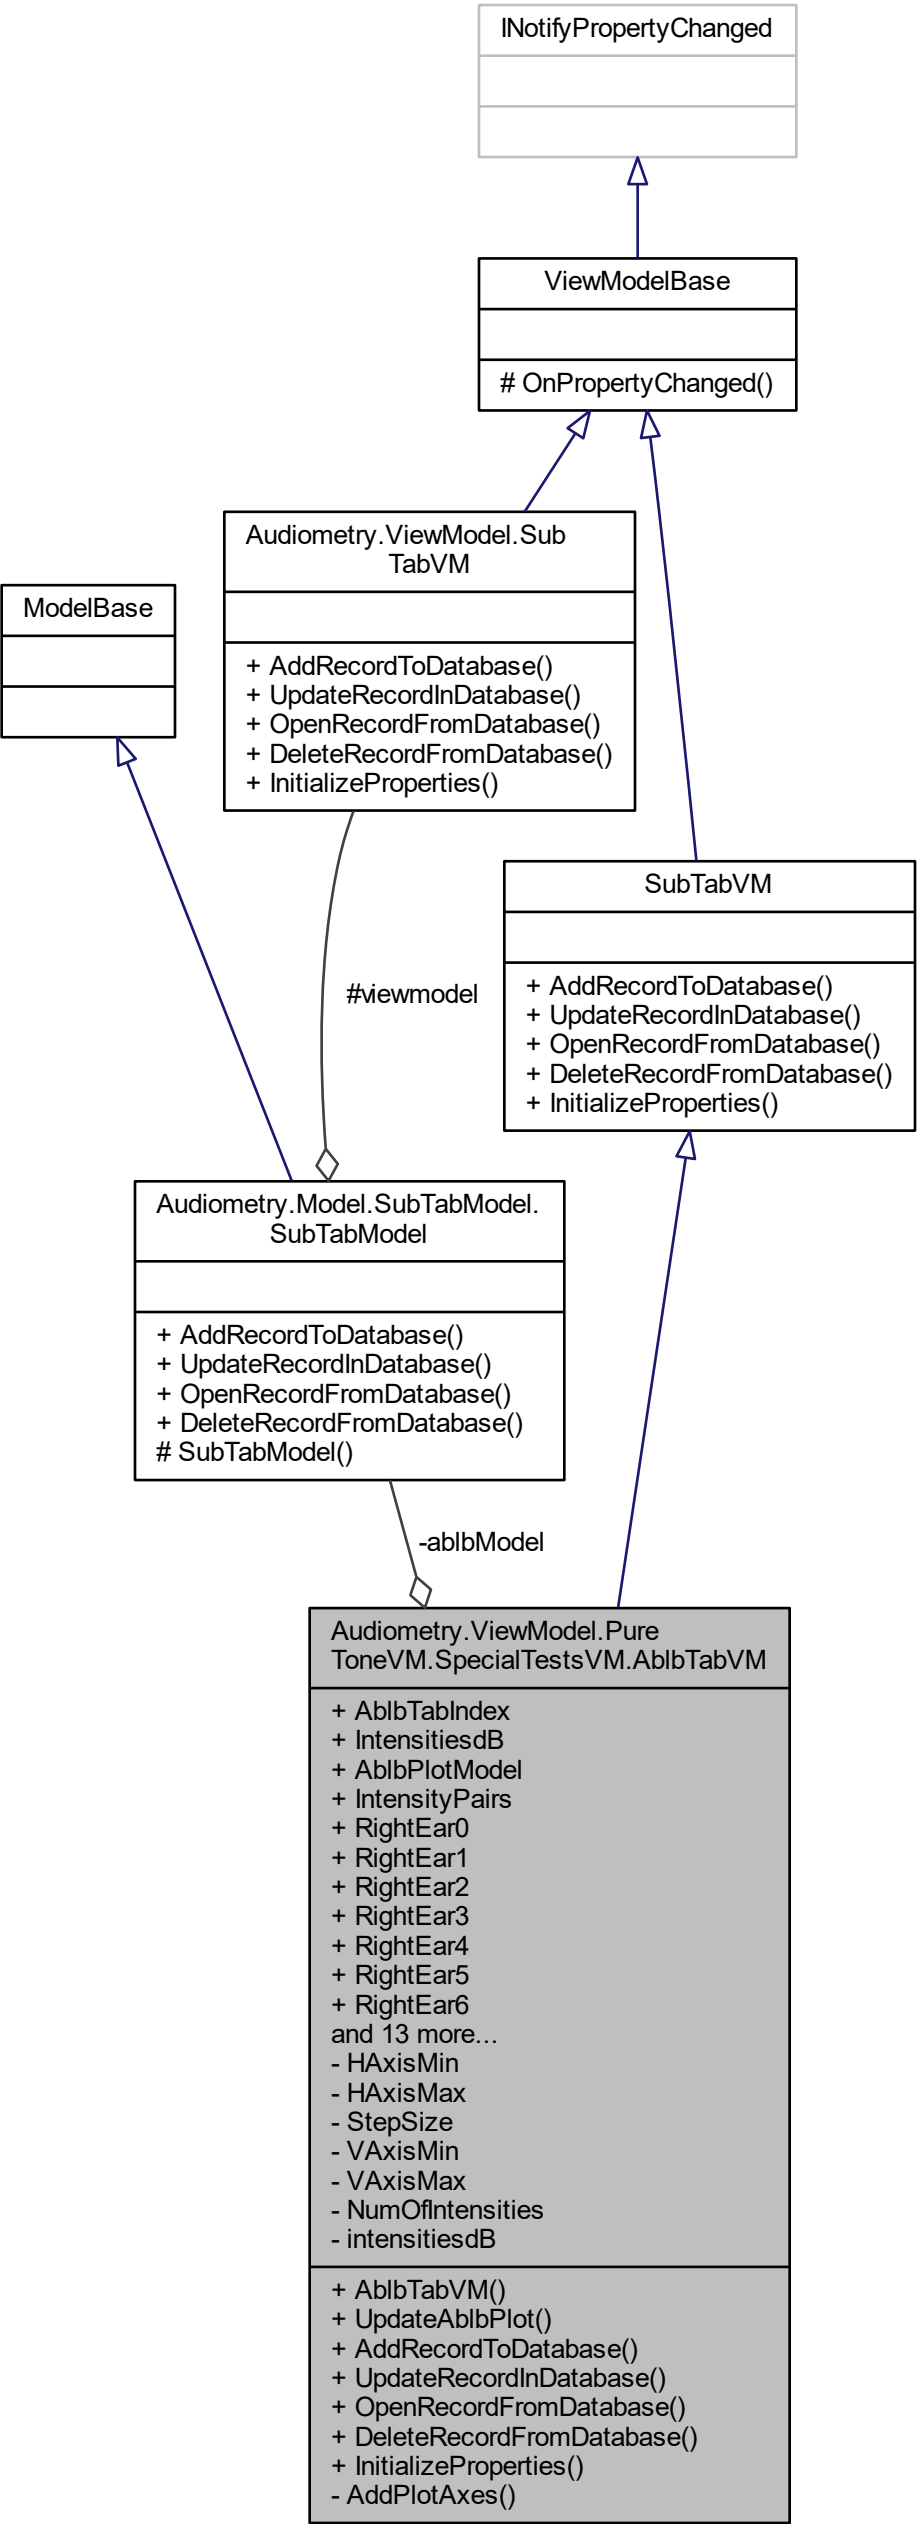 INotifyPropertyChanged
ViewModelBase
# OnPropertyChanged()
Audiometry.ViewModel.Sub
TabVM
+ AddRecordToDatabase()
+ UpdateRecordInDatabase()
+ OpenRecordFromDatabase()
+ DeleteRecordFromDatabase()
+ InitializeProperties()
ModelBase
SubTabVM
+ AddRecordToDatabase()
+ UpdateRecordInDatabase()
+ OpenRecordFromDatabase()
+ DeleteRecordFromDatabase()
+ InitializeProperties()
#viewmodel
Audiometry.Model.SubTabModel.
SubTabModel
+ AddRecordToDatabase()
+ UpdateRecordInDatabase()
+ OpenRecordFromDatabase()
+ DeleteRecordFromDatabase()
# SubTabModel()
-ablbModel
Audiometry.ViewModel.Pure
ToneVM.SpecialTestsVM.AblbTabVM
+ AblbTabIndex
+ IntensitiesdB
+ AblbPlotModel
+ IntensityPairs
+ RightEar0
+ RightEar1
+ RightEar2
+ RightEar3
+ RightEar4
+ RightEar5
+ RightEar6
and 13 more...
- HAxisMin
- HAxisMax
- StepSize
- VAxisMin
- VAxisMax
- NumOfIntensities
- intensitiesdB
+ AblbTabVM()
+ UpdateAblbPlot()
+ AddRecordToDatabase()
+ UpdateRecordInDatabase()
+ OpenRecordFromDatabase()
+ DeleteRecordFromDatabase()
+ InitializeProperties()
- AddPlotAxes()